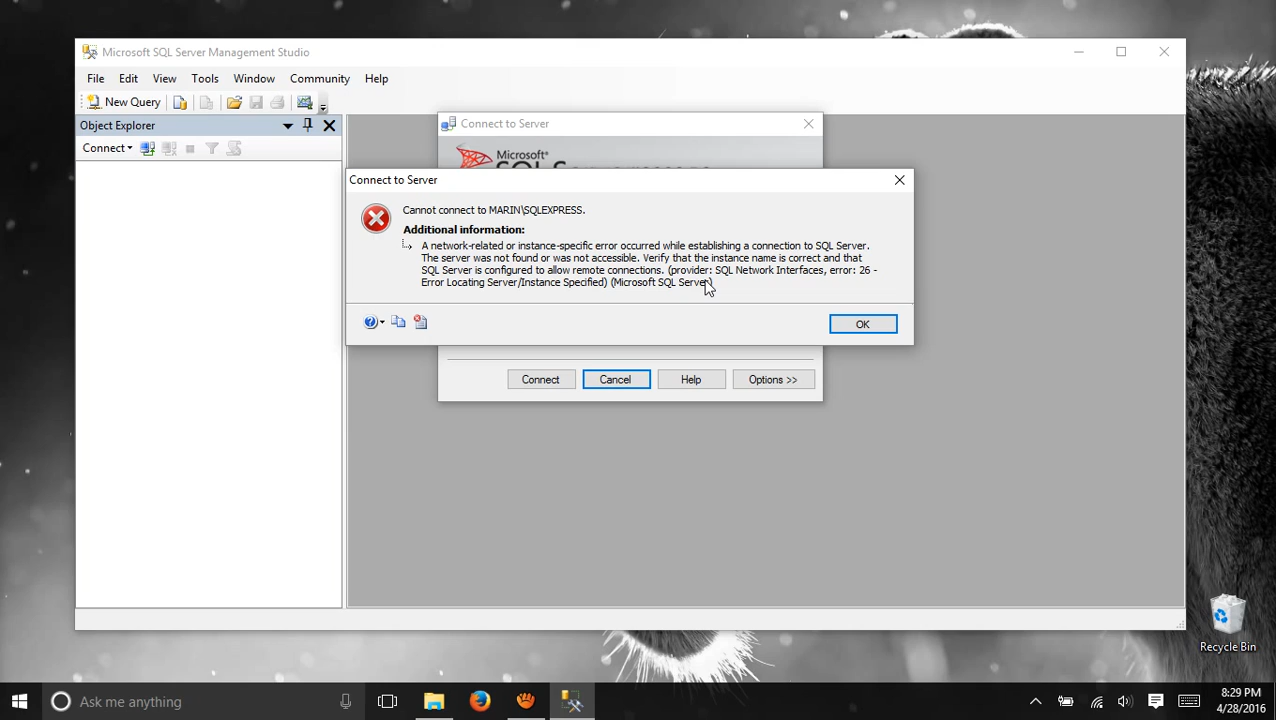 Microsoft SQL Server Management Studio
File Edit View Tools Window Community Help
New Query
Object Explorer
Connect
Connect to Server
Microsoft®
Connect to Server
Cannot connect to MARIN\SQLEXPRESS.
Additional information:
A network-related or instance-specific error occurred while establishing a connection to SQL Server.
The server was not found or was not accessible. Verify that the instance name is correct and that
SQL Server is configured to allow remote connections. (provider: SQL Network Interfaces, error: 26 -
Error Locating Server/Instance Specified) (Microsoft SQL Server)
OK
Connect Cancel Help Options >>
Recycle Bin
Ask me anything
8:29 PM
4/28/2016